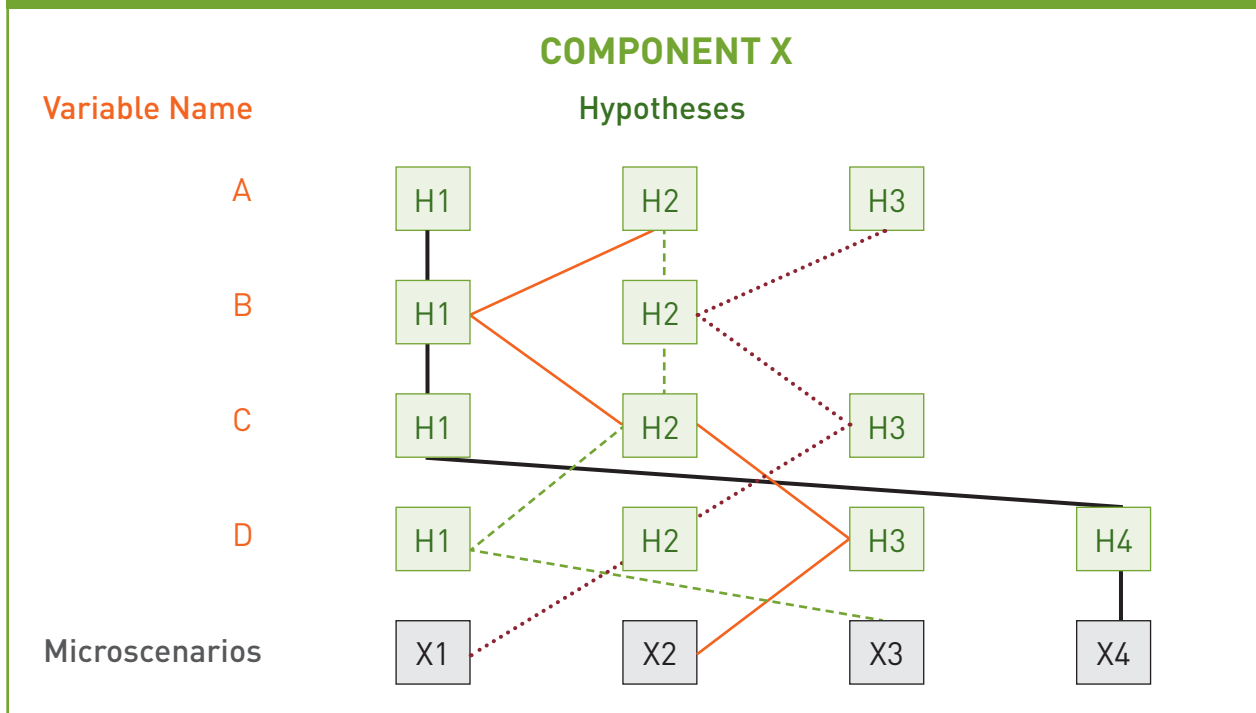 COMPONENT X
Variable Name Hypotheses
A H1 H2 H3
B H1 H2
C H1 H2 H3
D H1 H2 H3 H4
Microscenarios X1 X2 X3 X4